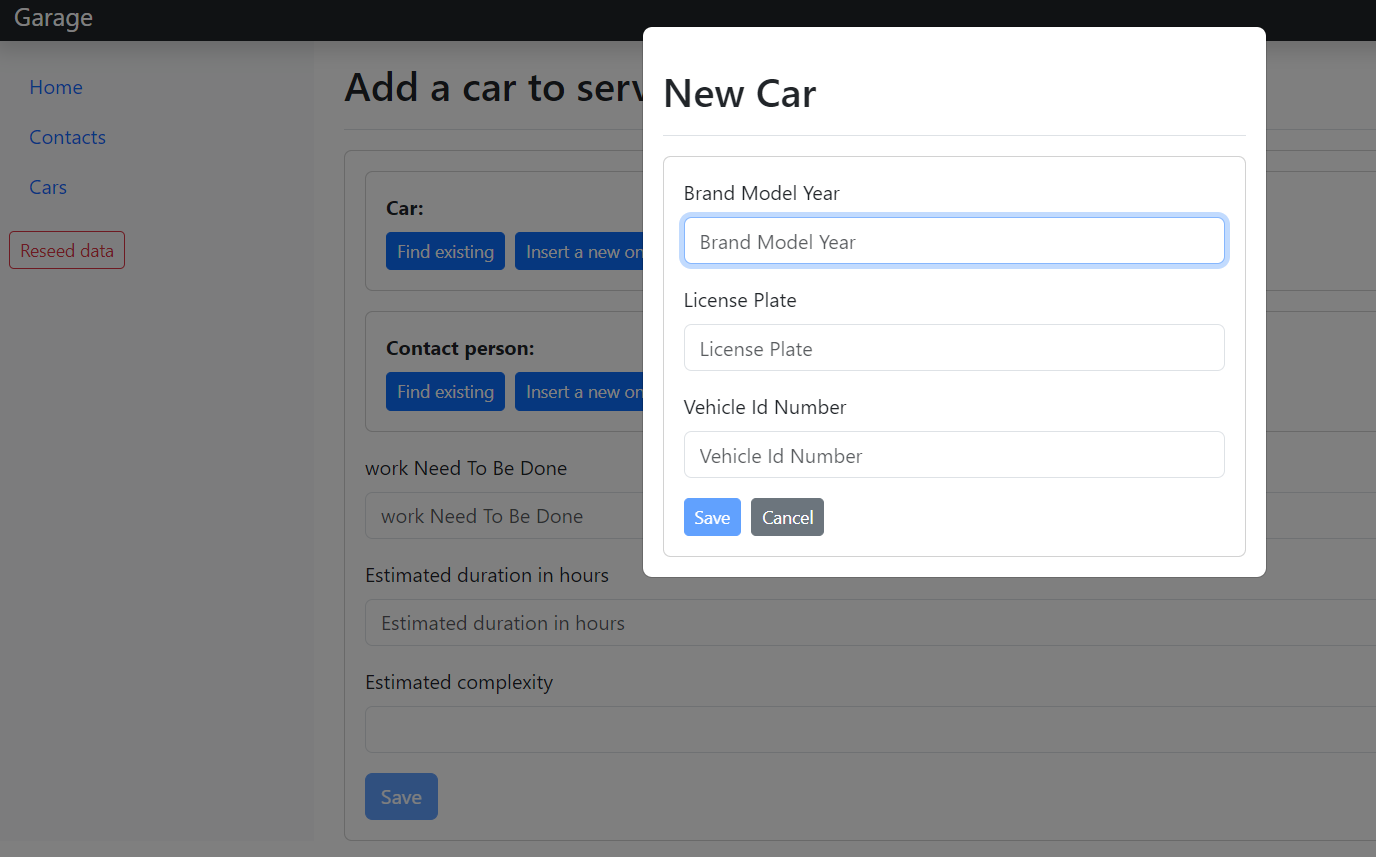 Garage
Home
Contacts
Cars
Reseed data
Add a car to serv
Car:
Find existing
Insert a new on
Contact person:
Find existing
Insert a new on
work Need To Be Done
work Need To Be Done
Estimated duration in hours
Estimated duration in hours
Estimated complexity
Save
New Car
Brand Model Year
Brand Model Year
License Plate
License Plate
Vehicle Id Number
Vehicle Id Number
Save
Cancel